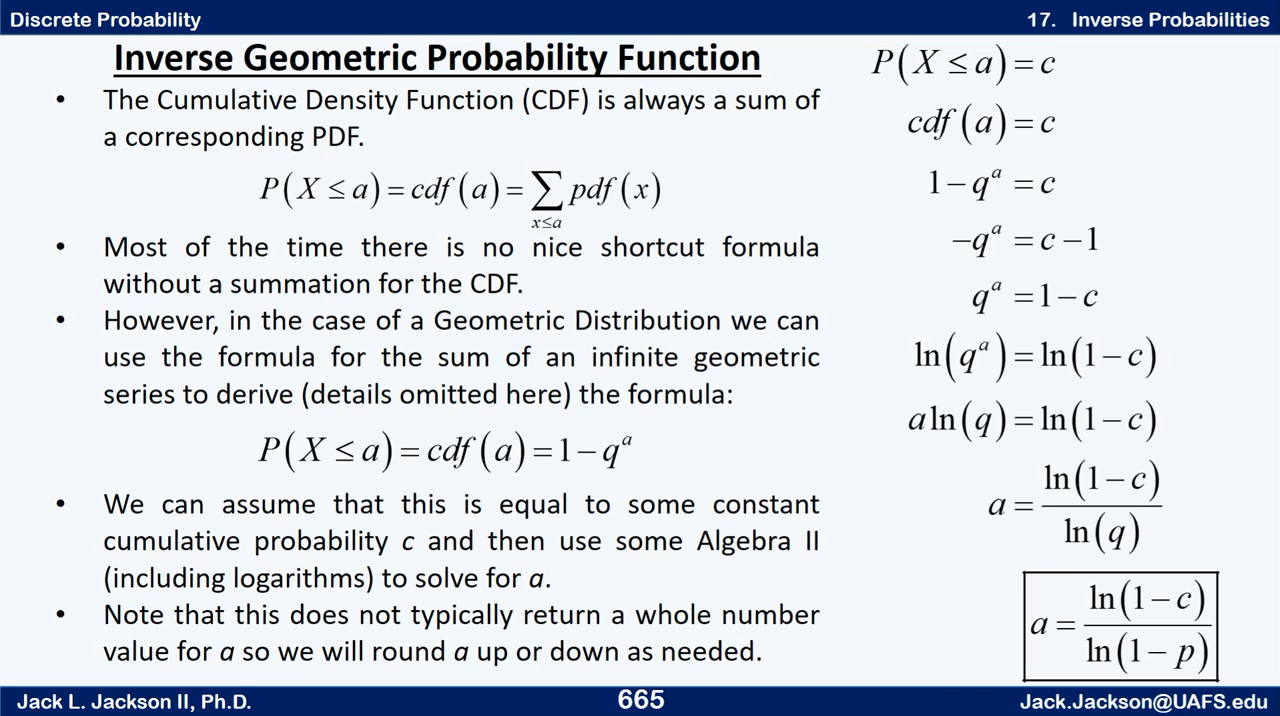 Discrete Probability
17. Inverse Probabilities
Inverse Geometric Probability Function
• The Cumulative Density Function (CDF) is always a sum of
a corresponding PDF.
P(X ≤ a) = cdf(a) = ∑ pdf(x)
x≤a
• Most of the time there is no nice shortcut formula
without a summation for the CDF.
• However, in the case of a Geometric Distribution we can
use the formula for the sum of an infinite geometric
series to derive (details omitted here) the formula:
P(X ≤ a) = cdf(a) = 1 − qᵃ
• We can assume that this is equal to some constant
cumulative probability c and then use some Algebra II
(including logarithms) to solve for a.
• Note that this does not typically return a whole number
value for a so we will round a up or down as needed.
P(X ≤ a) = c
cdf(a) = c
1 − qᵃ = c
−qᵃ = c − 1
qᵃ = 1 − c
ln(qᵃ) = ln(1 − c)
a ln(q) = ln(1 − c)
a = ln(1 − c) / ln(q)
a = ln(1 − c) / ln(1 − p)
Jack L. Jackson II, Ph.D.
665
Jack.Jackson@UAFS.edu